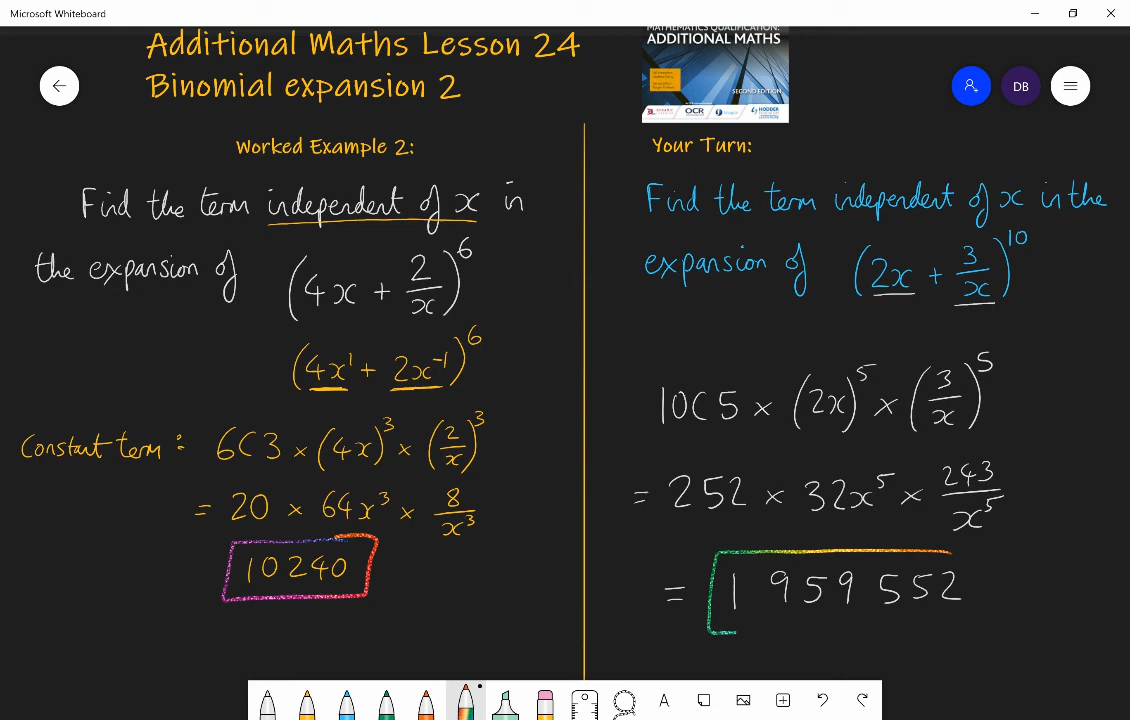 Microsoft Whiteboard
Additional Maths Lesson 24
Binomial expansion 2
MATHEMATICS QUALIFICATION:
ADDITIONAL MATHS
SECOND EDITION
OCR
HODDER
DB
Worked Example 2:
Find the term independent of x in
the expansion of (4x + 2/x)^6
(4x^1 + 2x^-1)^6
Constant term : 6C3 × (4x)^3 × (2/x)^3
= 20 × 64x^3 × 8/x^3
10240
Your Turn:
Find the term independent of x in the
expansion of (2x + 3/x)^10
10C5 × (2x)^5 × (3/x)^5
= 252 × 32x^5 × 243/x^5
= 1 959 552
A